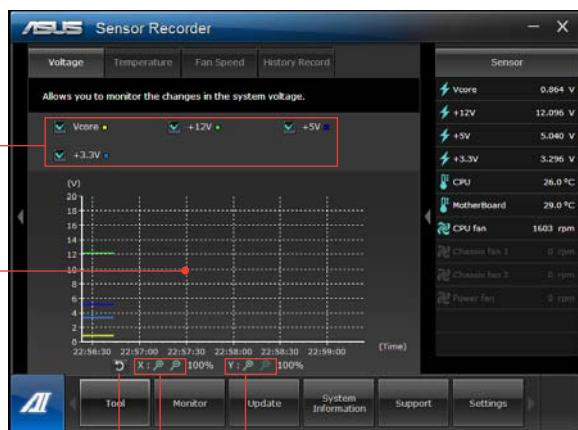 ASUS Sensor Recorder
Voltage Temperature Fan Speed History Record
Allows you to monitor the changes in the system voltage.
Vcore +12V +5V
+3.3V
(V)
20
18
16
14
12
10
8
6
4
2
0
22:56:30 22:57:00 22:57:30 22:58:00 22:58:30 22:59:00 (Time)
X : 100% Y : 100%
Sensor
Vcore 0.864 V
+12V 12.096 V
+5V 5.040 V
+3.3V 3.296 V
CPU 26.0 °C
MotherBoard 29.0 °C
CPU fan 1603 rpm
Chassis fan 1 0 rpm
Chassis fan 2 0 rpm
Power fan 0 rpm
AI Tool Monitor Update System Information Support Settings